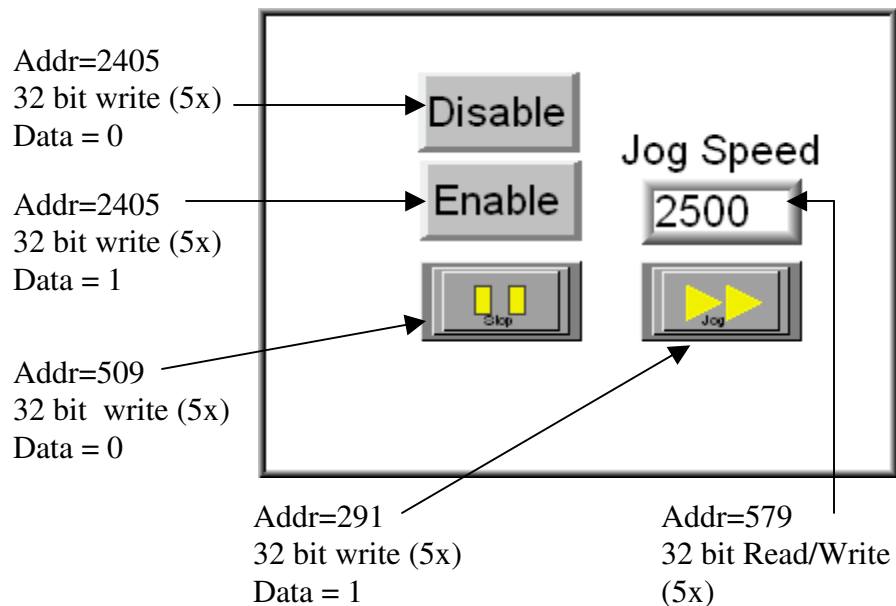 Addr=2405
32 bit write (5x)
Data = 0
Addr=2405
32 bit write (5x)
Data = 1
Addr=509
32 bit write (5x)
Data = 0
Disable
Enable
Jog Speed
2500
Stop
Jog
Addr=291
32 bit write (5x)
Data = 1
Addr=579
32 bit Read/Write
(5x)